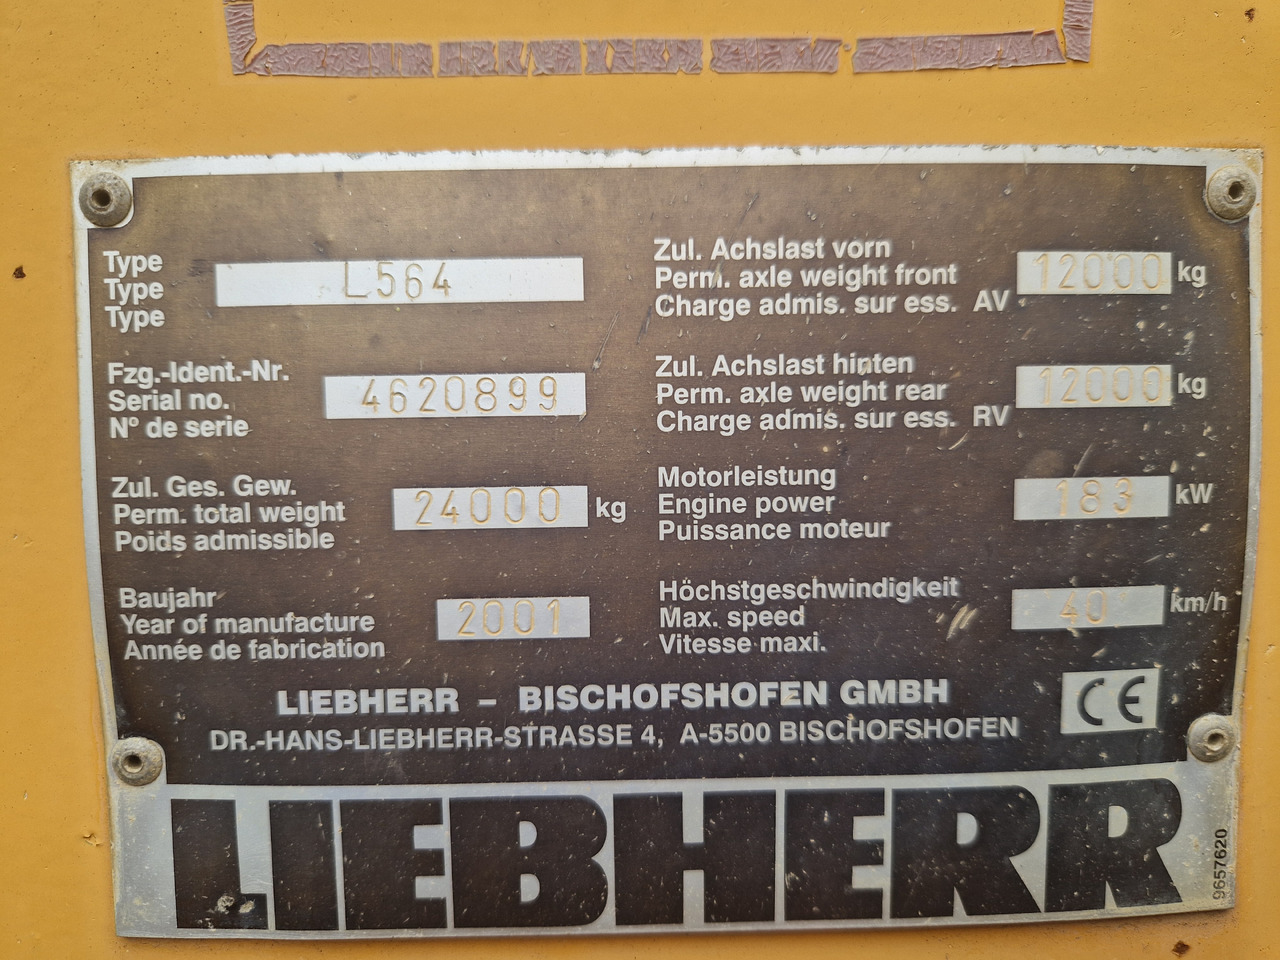 Type
Type L564
Type
Fzg.-Ident.-Nr.
Serial no. 4620899
Nº de serie
Zul. Ges. Gew.
Perm. total weight 24000 kg
Poids admissible
Baujahr
Year of manufacture 2001
Année de fabrication
Zul. Achslast vorn
Perm. axle weight front 12000 kg
Charge admis. sur ess. AV
Zul. Achslast hinten
Perm. axle weight rear 12000 kg
Charge admis. sur ess. RV
Motorleistung
Engine power 183 kW
Puissance moteur
Höchstgeschwindigkeit
Max. speed 40 km/h
Vitesse maxi.
LIEBHERR – BISCHOFSHOFEN GMBH
DR.-HANS-LIEBHERR-STRASSE 4, A-5500 BISCHOFSHOFEN
CE
LIEBHERR
9657620